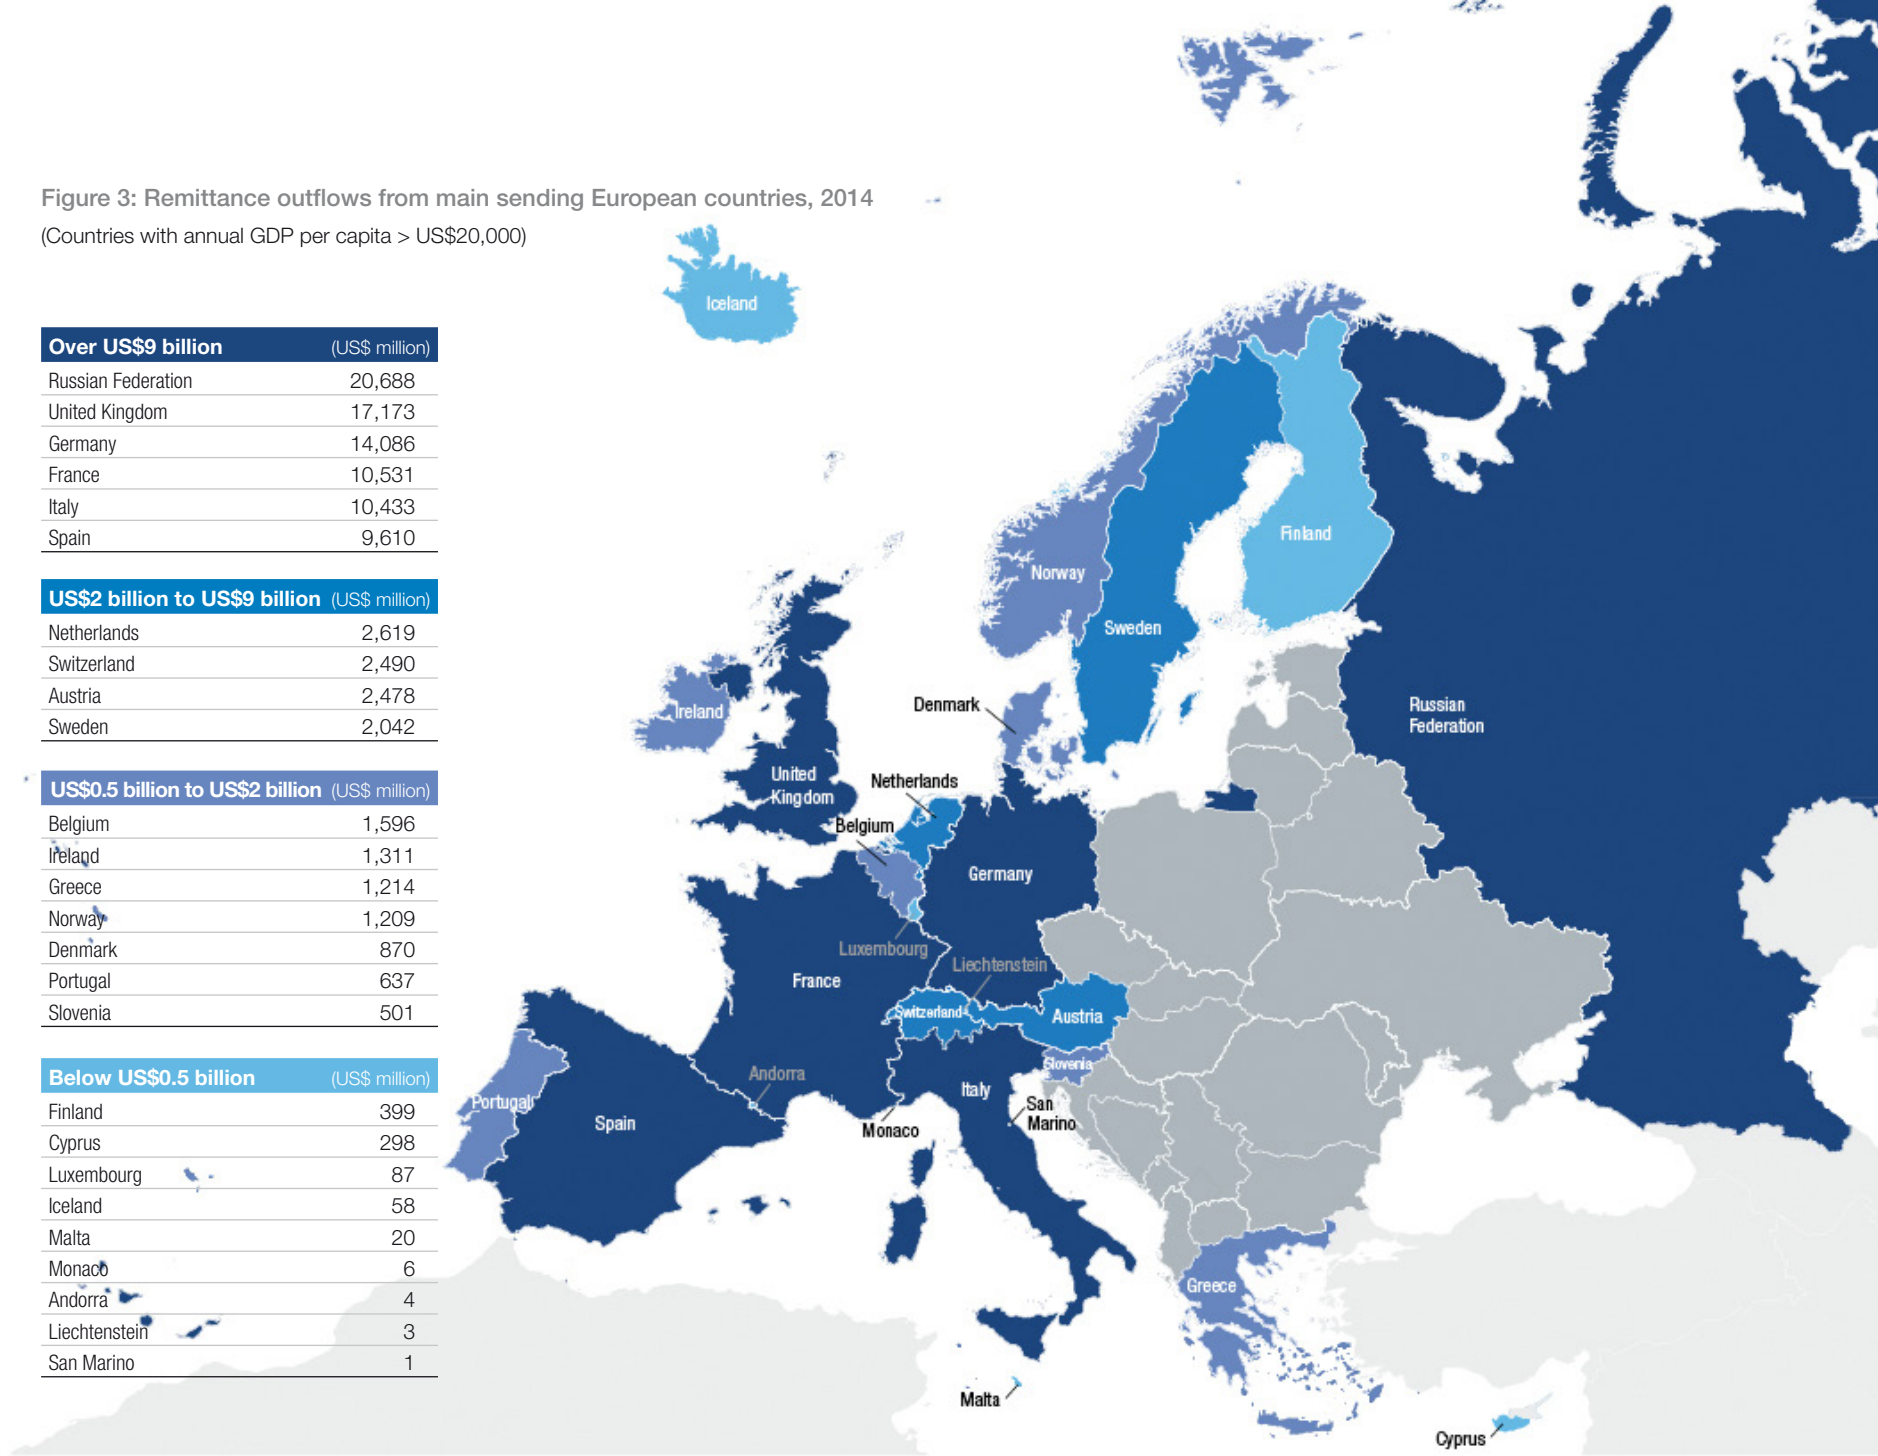 Figure 3: Remittance outflows from main sending European countries, 2014
(Countries with annual GDP per capita > US$20,000)
Over US$9 billion (US$ million)
Russian Federation 20,688
United Kingdom 17,173
Germany 14,086
France 10,531
Italy 10,433
Spain 9,610
US$2 billion to US$9 billion (US$ million)
Netherlands 2,619
Switzerland 2,490
Austria 2,478
Sweden 2,042
US$0.5 billion to US$2 billion (US$ million)
Belgium 1,596
Ireland 1,311
Greece 1,214
Norway 1,209
Denmark 870
Portugal 637
Slovenia 501
Below US$0.5 billion (US$ million)
Finland 399
Cyprus 298
Luxembourg 87
Iceland 58
Malta 20
Monaco 6
Andorra 4
Liechtenstein 3
San Marino 1
Iceland
Finland
Norway
Sweden
Denmark
Ireland
Russian
Federation
United
Kingdom
Netherlands
Belgium
Germany
Luxembourg
Liechtenstein
France
Switzerland
Austria
Slovenia
Andorra
Italy
Portugal
Spain
Monaco
San
Marino
Greece
Malta
Cyprus